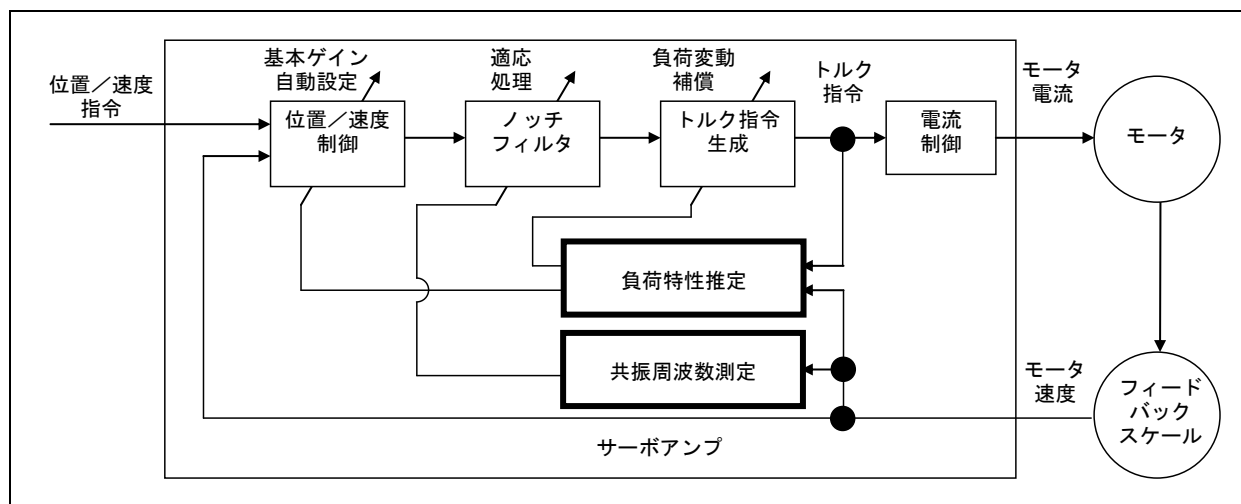 位置／速度
指令
基本ゲイン
自動設定
位置／速度
制御
適応
処理
ノッチ
フィルタ
負荷変動
補償
トルク指令
生成
トルク
指令
電流
制御
モータ
電流
モータ
負荷特性推定
共振周波数測定
モータ
速度
フィード
バック
スケール
サーボアンプ